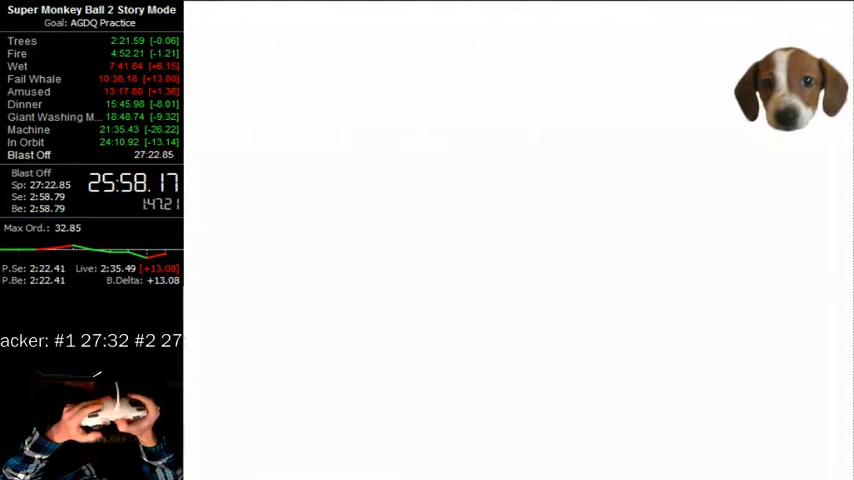 Super Monkey Ball 2 Story Mode
Goal: AGDQ Practice
Trees 2:21.59 [-0.06]
Fire 4:52.21 [-1.21]
Wet 7:41.84 [+6.15]
Fail Whale 10:38.18 [+13.00]
Amused 13:17.80 [+1.36]
Dinner 15:45.98 [-8.01]
Giant Washing M... 18:48.74 [-9.32]
Machine 21:35.43 [-26.22]
In Orbit 24:10.92 [-13.14]
Blast Off 27:22.85
Blast Off
Sp: 27:22.85
Se: 2:58.79
Be: 2:58.79
25:58.17
1:47.21
Max Ord.: 32.85
P.Se: 2:22.41 Live: 2:35.49 [+13.08]
P.Be: 2:22.41 B.Delta: +13.08
acker: #1 27:32 #2 27